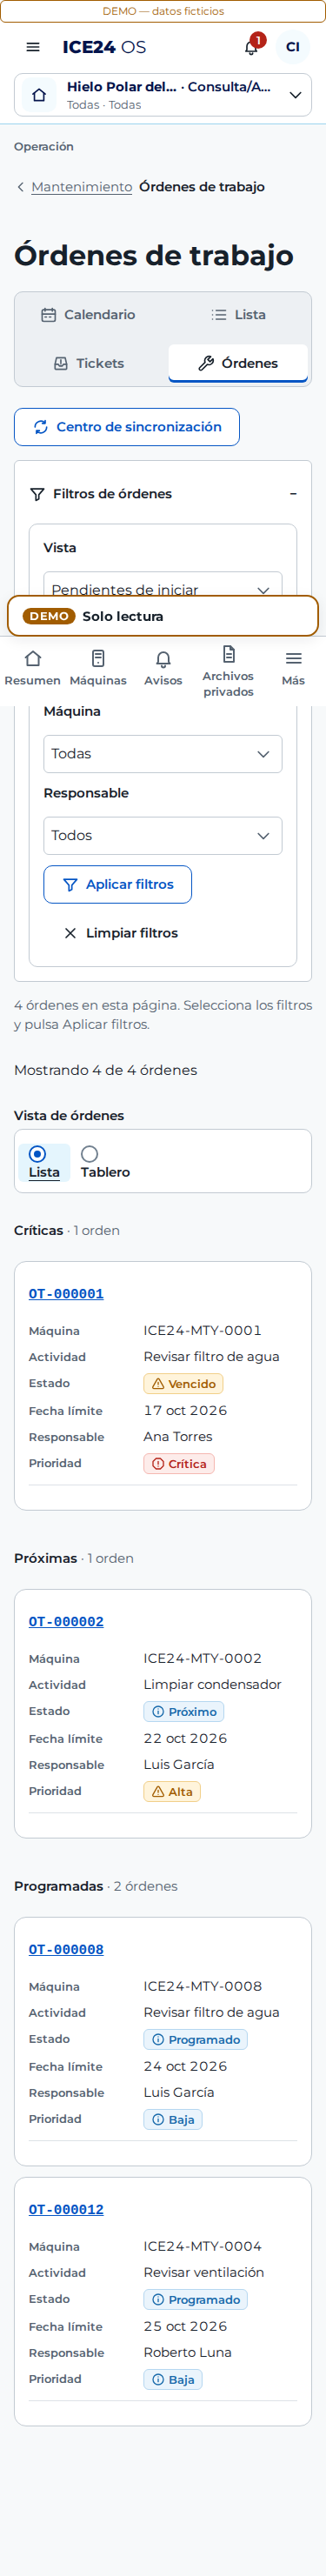 DEMO — datos ficticios
ICE24 OS
1
CI
Hielo Polar del... · Consulta/A...
Todas · Todas
Operación
Mantenimiento Órdenes de trabajo
Órdenes de trabajo
Calendario
Lista
Tickets
Órdenes
Centro de sincronización
Filtros de órdenes
Vista
Pendientes de iniciar
DEMO Solo lectura
Resumen
Máquinas
Avisos
Archivos privados
Más
Máquina
Todas
Responsable
Todos
Aplicar filtros
Limpiar filtros
4 órdenes en esta página. Selecciona los filtros
y pulsa Aplicar filtros.
Mostrando 4 de 4 órdenes
Vista de órdenes
Lista
Tablero
Críticas · 1 orden
OT-000001
Máquina ICE24-MTY-0001
Actividad Revisar filtro de agua
Estado Vencido
Fecha límite 17 oct 2026
Responsable Ana Torres
Prioridad Crítica
Próximas · 1 orden
OT-000002
Máquina ICE24-MTY-0002
Actividad Limpiar condensador
Estado Próximo
Fecha límite 22 oct 2026
Responsable Luis García
Prioridad Alta
Programadas · 2 órdenes
OT-000008
Máquina ICE24-MTY-0008
Actividad Revisar filtro de agua
Estado Programado
Fecha límite 24 oct 2026
Responsable Luis García
Prioridad Baja
OT-000012
Máquina ICE24-MTY-0004
Actividad Revisar ventilación
Estado Programado
Fecha límite 25 oct 2026
Responsable Roberto Luna
Prioridad Baja